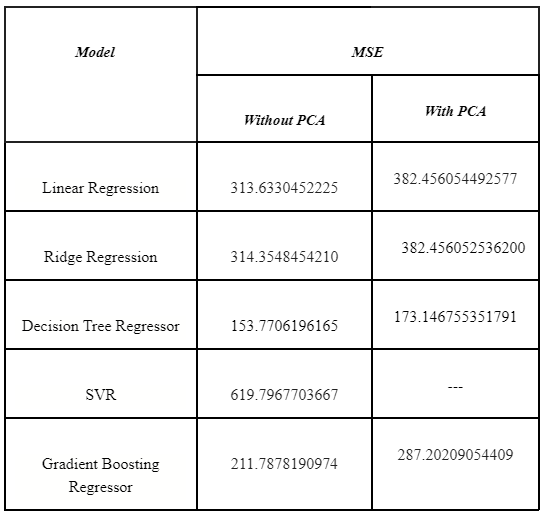 Model
MSE
Without PCA
With PCA
Linear Regression
313.6330452225
382.456054492577
Ridge Regression
314.3548454210
382.456052536200
Decision Tree Regressor
153.7706196165
173.146755351791
SVR
619.7967703667
---
Gradient Boosting
Regressor
211.7878190974
287.20209054409